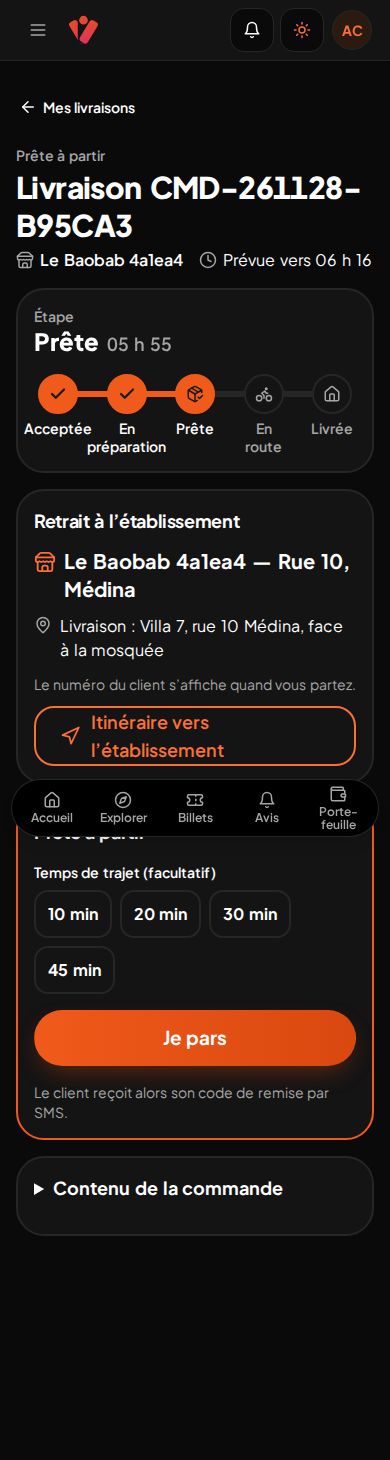 AC
Mes livraisons
Prête à partir
Livraison CMD-261128-
B95CA3
Le Baobab 4a1ea4 Prévue vers 06 h 16
Étape
Prête 05 h 55
Acceptée En préparation Prête En route Livrée
Retrait à l’établissement
Le Baobab 4a1ea4 — Rue 10,
Médina
Livraison : Villa 7, rue 10 Médina, face
à la mosquée
Le numéro du client s’affiche quand vous partez.
Itinéraire vers
l’établissement
Accueil Explorer Billets Avis Porte-feuille
Prête à partir
Temps de trajet (facultatif)
10 min 20 min 30 min
45 min
Je pars
Le client reçoit alors son code de remise par
SMS.
Contenu de la commande